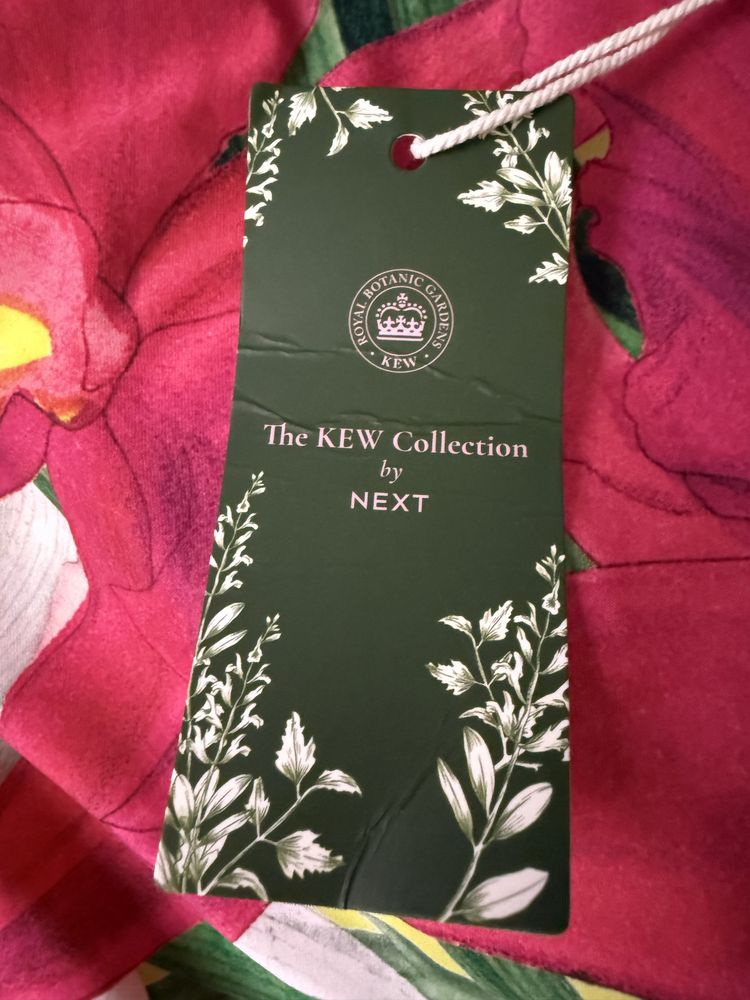 ROYAL BOTANIC GARDENS
• KEW •
The KEW Collection
by
NEXT